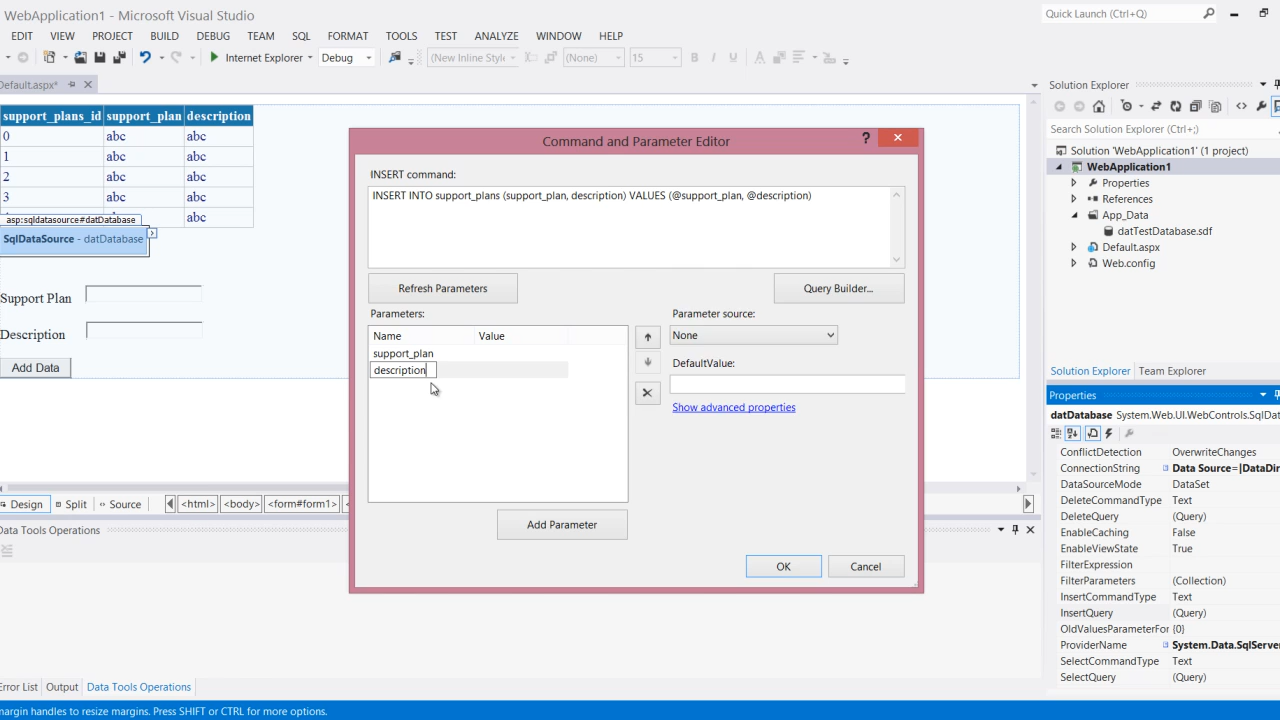 WebApplication1 - Microsoft Visual Studio
Quick Launch (Ctrl+Q)
EDIT VIEW PROJECT BUILD DEBUG TEAM SQL FORMAT TOOLS TEST ANALYZE WINDOW HELP
Internet Explorer Debug (New Inline Style (None) 15 B I U A
Default.aspx*
support_plans_id support_plan description
0 abc abc
1 abc abc
2 abc abc
3 abc abc
abc
asp:sqldatasource#datDatabase
SqlDataSource - datDatabase
Support Plan
Description
Add Data
Command and Parameter Editor
?
INSERT command:
INSERT INTO support_plans (support_plan, description) VALUES (@support_plan, @description)
Refresh Parameters
Query Builder...
Parameters:
Name Value
support_plan
description
Add Parameter
Parameter source:
None
DefaultValue:
Show advanced properties
OK
Cancel
Solution Explorer
Search Solution Explorer (Ctrl+;)
Solution 'WebApplication1' (1 project)
WebApplication1
Properties
References
App_Data
datTestDatabase.sdf
Default.aspx
Web.config
Solution Explorer Team Explorer
Properties
datDatabase System.Web.UI.WebControls.SqlDat
ConflictDetection OverwriteChanges
ConnectionString Data Source=|DataDir
DataSourceMode DataSet
DeleteCommandType Text
DeleteQuery (Query)
EnableCaching False
EnableViewState True
FilterExpression
FilterParameters (Collection)
InsertCommandType Text
InsertQuery (Query)
OldValuesParameterFor {0}
ProviderName System.Data.SqlServer
SelectCommandType Text
SelectQuery (Query)
Design Split Source <html> <body> <form#form1>
Data Tools Operations
Error List Output Data Tools Operations
margin handles to resize margins. Press SHIFT or CTRL for more options.